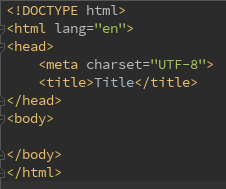 <!DOCTYPE html>
<html lang="en">
<head>
    <meta charset="UTF-8">
    <title>Title</title>
</head>
<body>

</body>
</html>